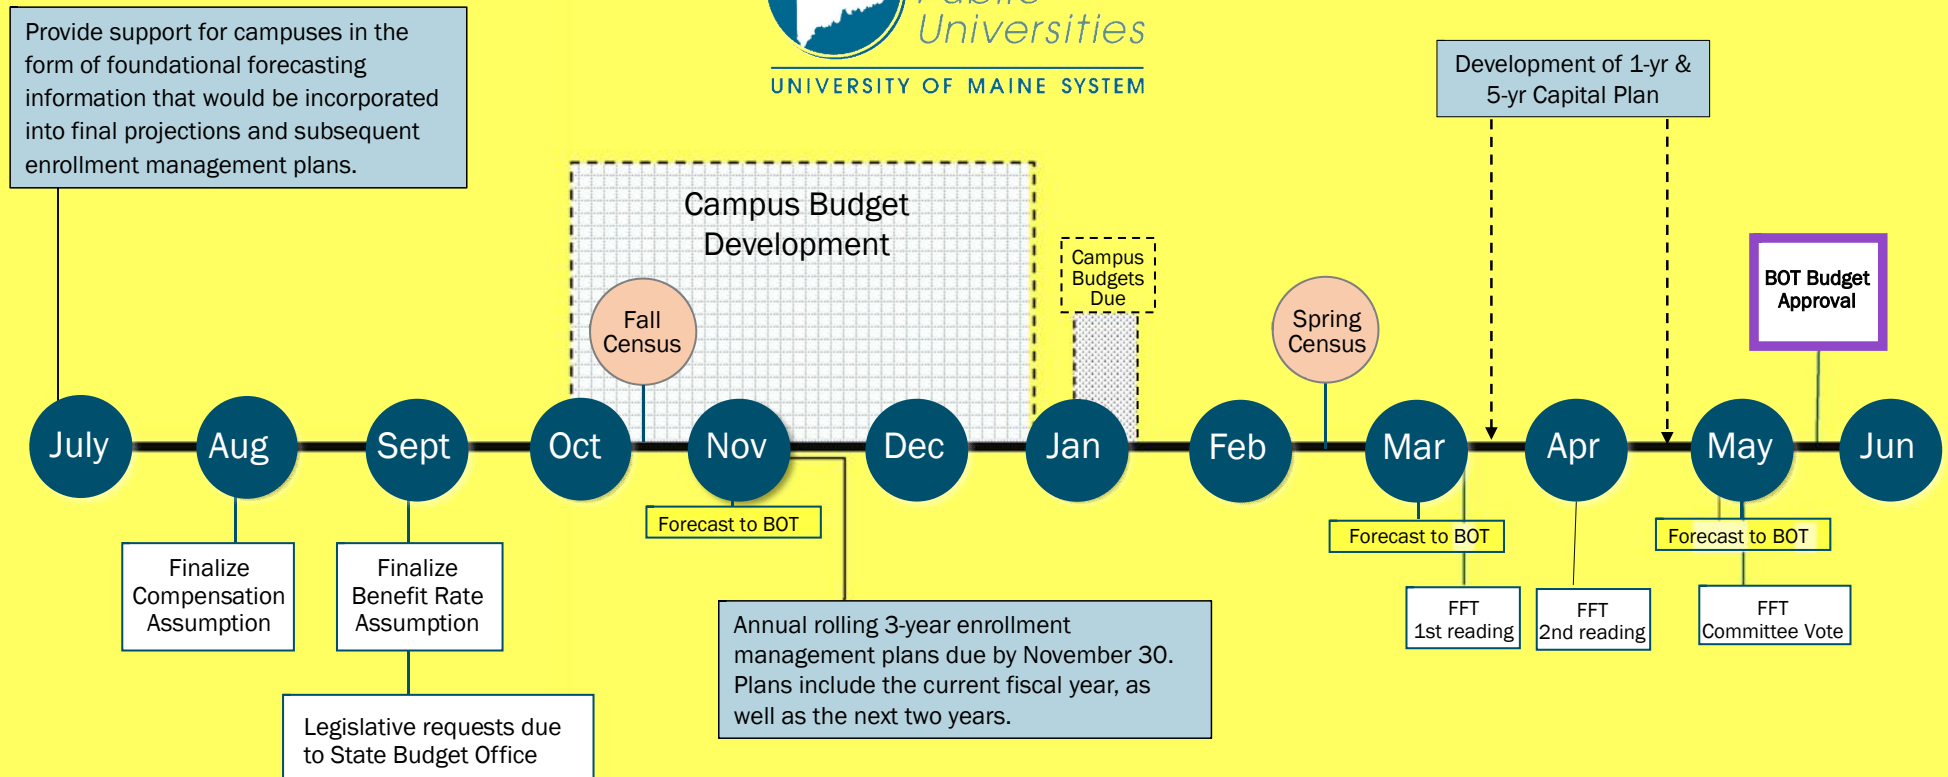 Public
Universities
UNIVERSITY OF MAINE SYSTEM
Provide support for campuses in the
form of foundational forecasting
information that would be incorporated
into final projections and subsequent
enrollment management plans.
Development of 1-yr &
5-yr Capital Plan
Campus Budget
Development
Campus
Budgets
Due
BOT Budget
Approval
Fall
Census
Spring
Census
July
Aug
Sept
Oct
Nov
Dec
Jan
Feb
Mar
Apr
May
Jun
Forecast to BOT
Forecast to BOT
Forecast to BOT
Finalize
Compensation
Assumption
Finalize
Benefit Rate
Assumption
FFT
1st reading
FFT
2nd reading
FFT
Committee Vote
Annual rolling 3-year enrollment
management plans due by November 30.
Plans include the current fiscal year, as
well as the next two years.
Legislative requests due
to State Budget Office